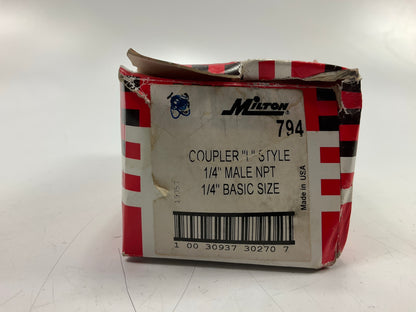 MILTON
794
COUPLER "L" STYLE
1/4" MALE NPT
1/4" BASIC SIZE
Made in USA
1 00 30937 30270 7